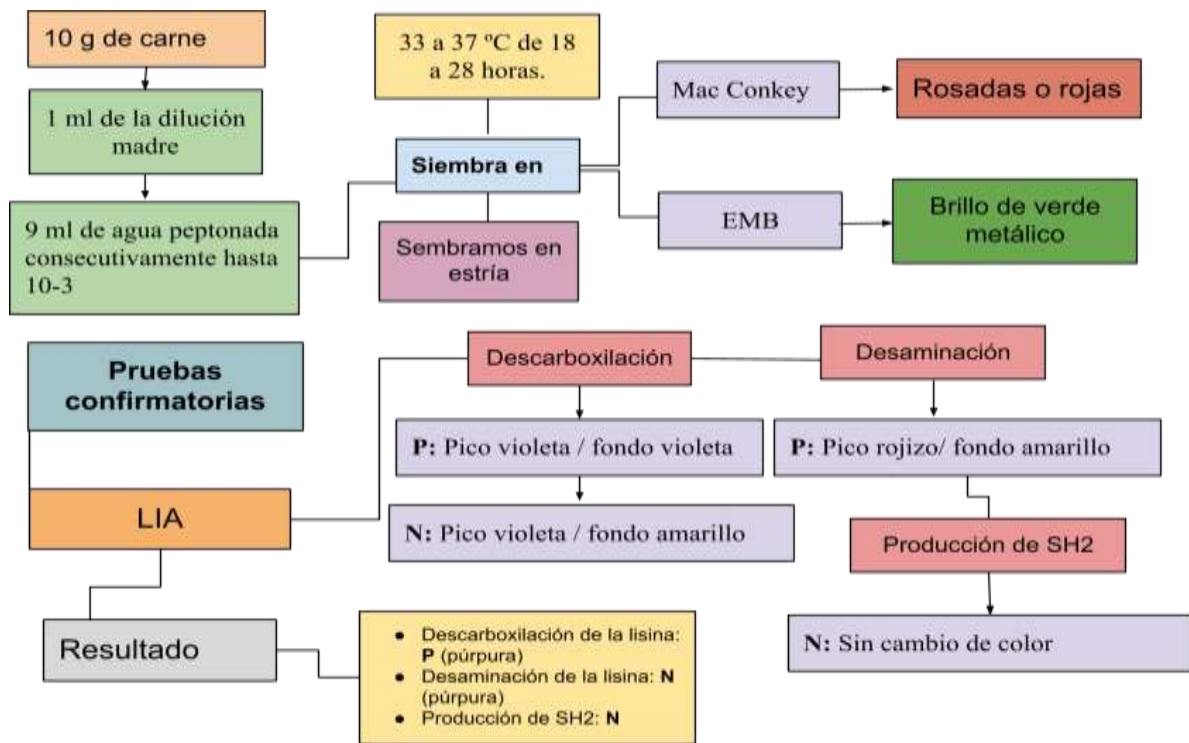 10 g de carne
1 ml de la dilución
madre
9 ml de agua peptonada
consecutivamente hasta
10-3
33 a 37 ºC de 18
a 28 horas.
Siembra en
Sembramos en
estría
Mac Conkey
Rosadas o rojas
EMB
Brillo de verde
metálico
Pruebas
confirmatorias
LIA
Descarboxilación
P: Pico violeta / fondo violeta
N: Pico violeta / fondo amarillo
Desaminación
P: Pico rojizo/ fondo amarillo
Producción de SH2
N: Sin cambio de color
Resultado
● Descarboxilación de la lisina:
P (púrpura)
● Desaminación de la lisina: N
(púrpura)
● Producción de SH2: N